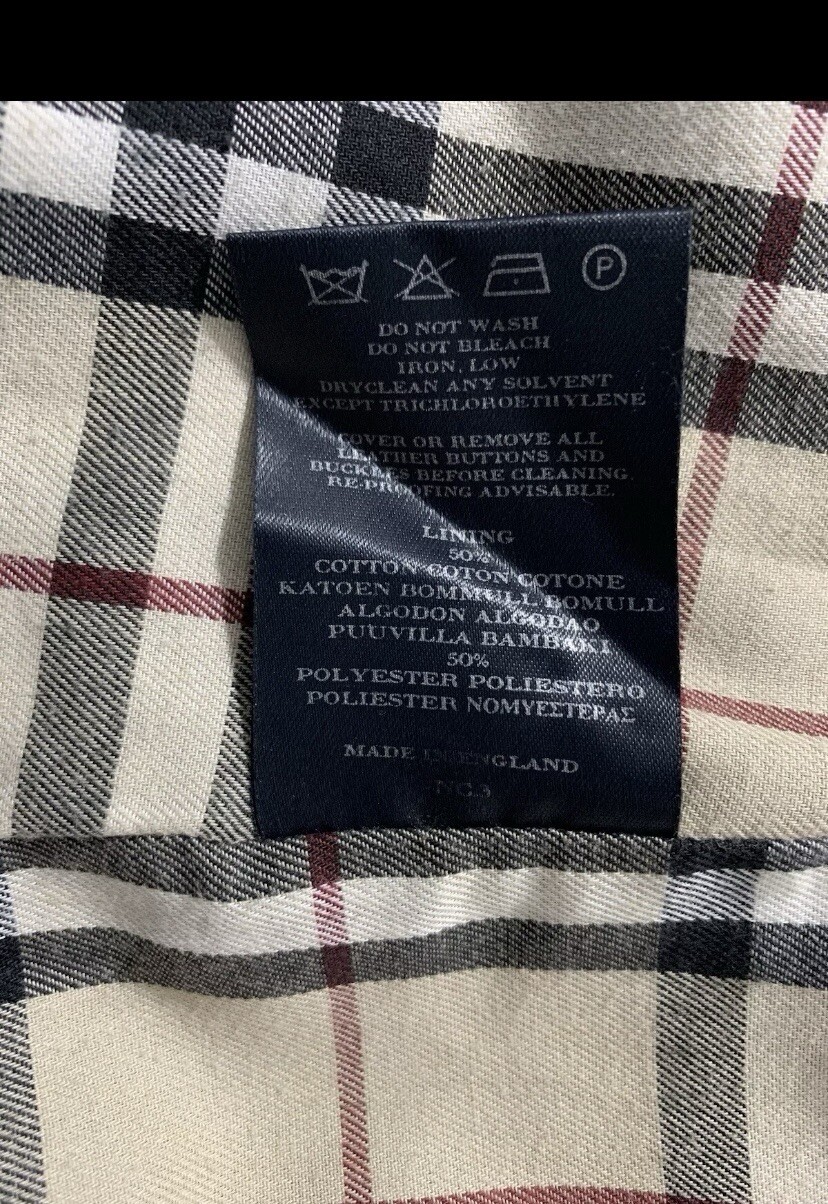 P
DO NOT WASH
DO NOT BLEACH
IRON, LOW
DRYCLEAN ANY SOLVENT
EXCEPT TRICHLOROETHYLENE
COVER OR REMOVE ALL
LEATHER BUTTONS AND
BUCKLES BEFORE CLEANING.
RE-PROOFING ADVISABLE.
LINING
50%
COTTON COTON COTONE
KATOEN BOMMULL BOMULL
ALGODON ALGODAO
PUUVILLA BAMBAKI
50%
POLYESTER POLIESTERO
POLIESTER ΝΟΜΥΕΣΤΕΡΑΣ
MADE IN ENGLAND